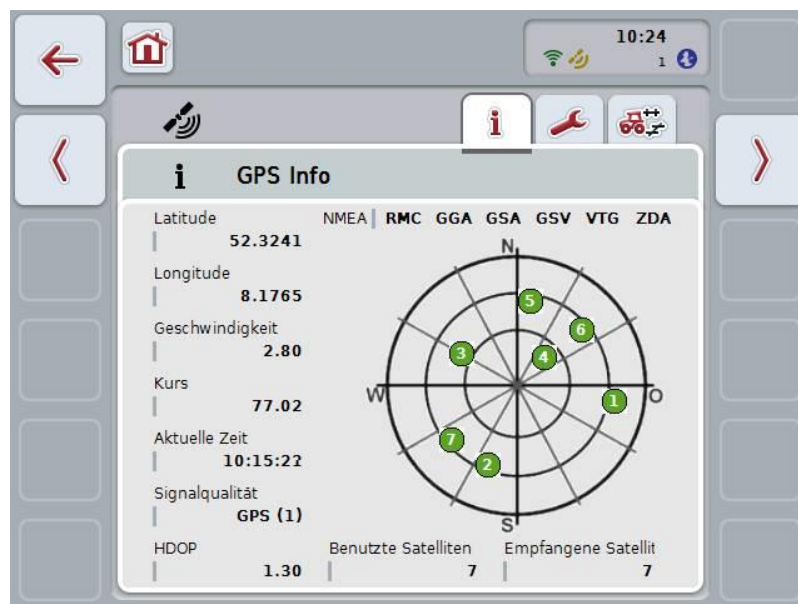 10:24
1
i
i GPS Info
Latitude
52.3241
Longitude
8.1765
Geschwindigkeit
2.80
Kurs
77.02
Aktuelle Zeit
10:15:22
Signalqualität
GPS (1)
HDOP
1.30
NMEA RMC GGA GSA GSV VTG ZDA
N
5
6
3
4
W
1
O
7
2
S
Benutzte Satelliten
7
Empfangene Satellit
7